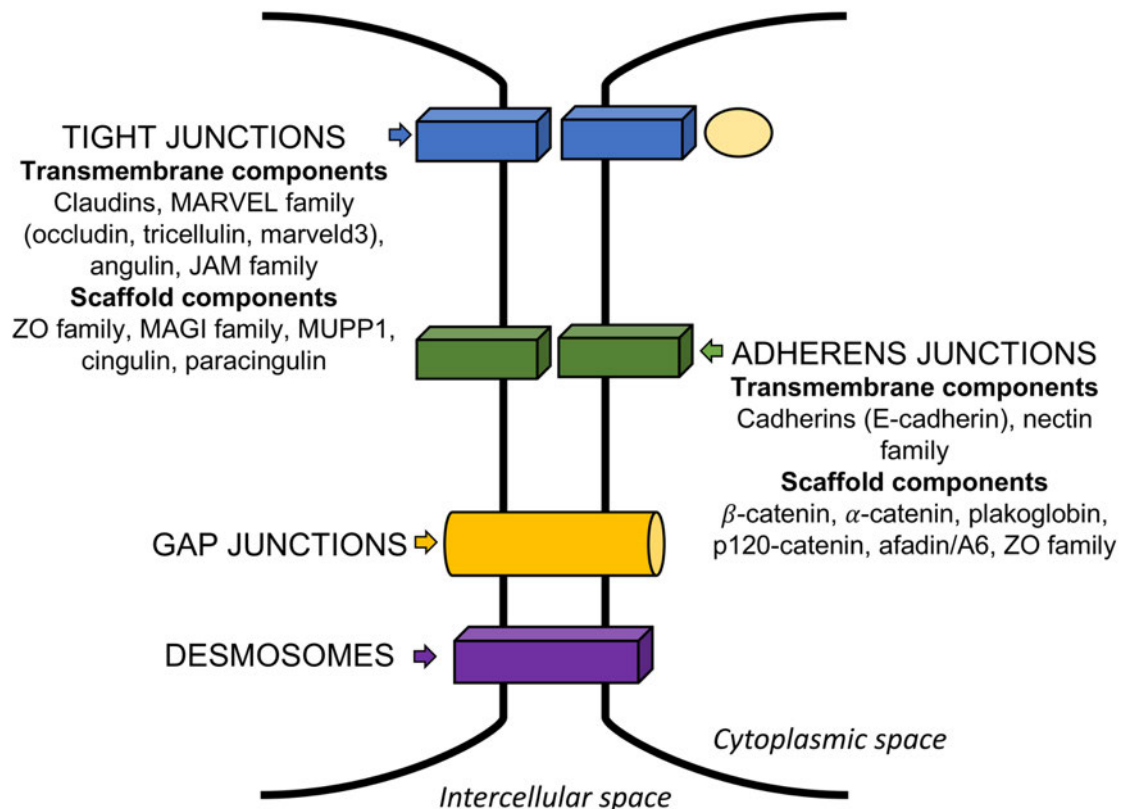 TIGHT JUNCTIONS
Transmembrane components
Claudins, MARVEL family
(occludin, tricellulin, marveld3),
angulin, JAM family
Scaffold components
ZO family, MAGI family, MUPP1,
cingulin, paracingulin
ADHERENS JUNCTIONS
Transmembrane components
Cadherins (E-cadherin), nectin
family
Scaffold components
β-catenin, α-catenin, plakoglobin,
p120-catenin, afadin/A6, ZO family
GAP JUNCTIONS
DESMOSOMES
Cytoplasmic space
Intercellular space